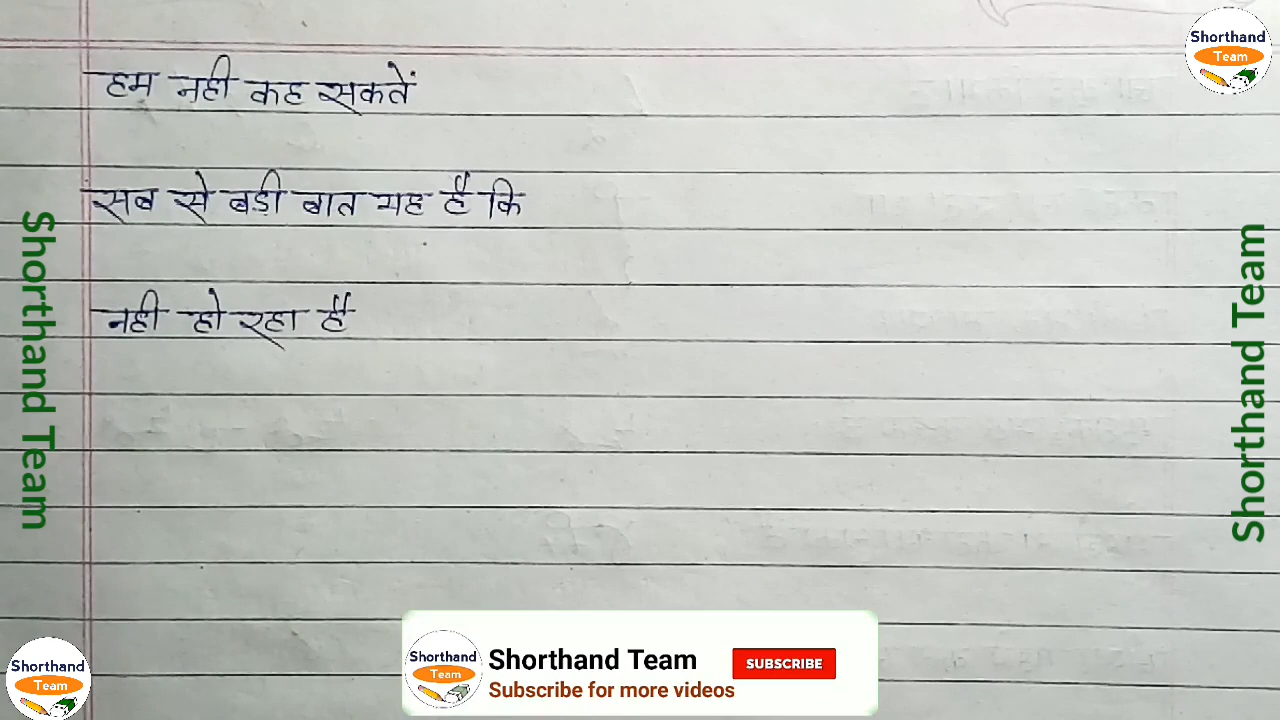 Shorthand
Team
हम नही कह सकतें
सब से बड़ी बात यह है कि
नही हो रहा है
Shorthand Team
Shorthand Team
Shorthand
Team
Shorthand
Team
Shorthand Team
SUBSCRIBE
Subscribe for more videos